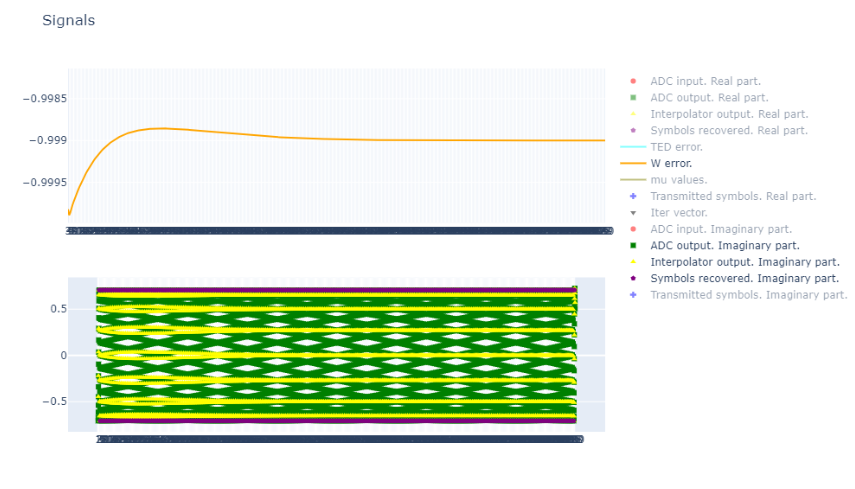 Signals
−0.9985
−0.999
−0.9995
0.5
0
−0.5
ADC input. Real part.
ADC output. Real part.
Interpolator output. Real part.
Symbols recovered. Real part.
TED error.
W error.
mu values.
Transmitted symbols. Real part.
Iter vector.
ADC input. Imaginary part.
ADC output. Imaginary part.
Interpolator output. Imaginary part.
Symbols recovered. Imaginary part.
Transmitted symbols. Imaginary part.